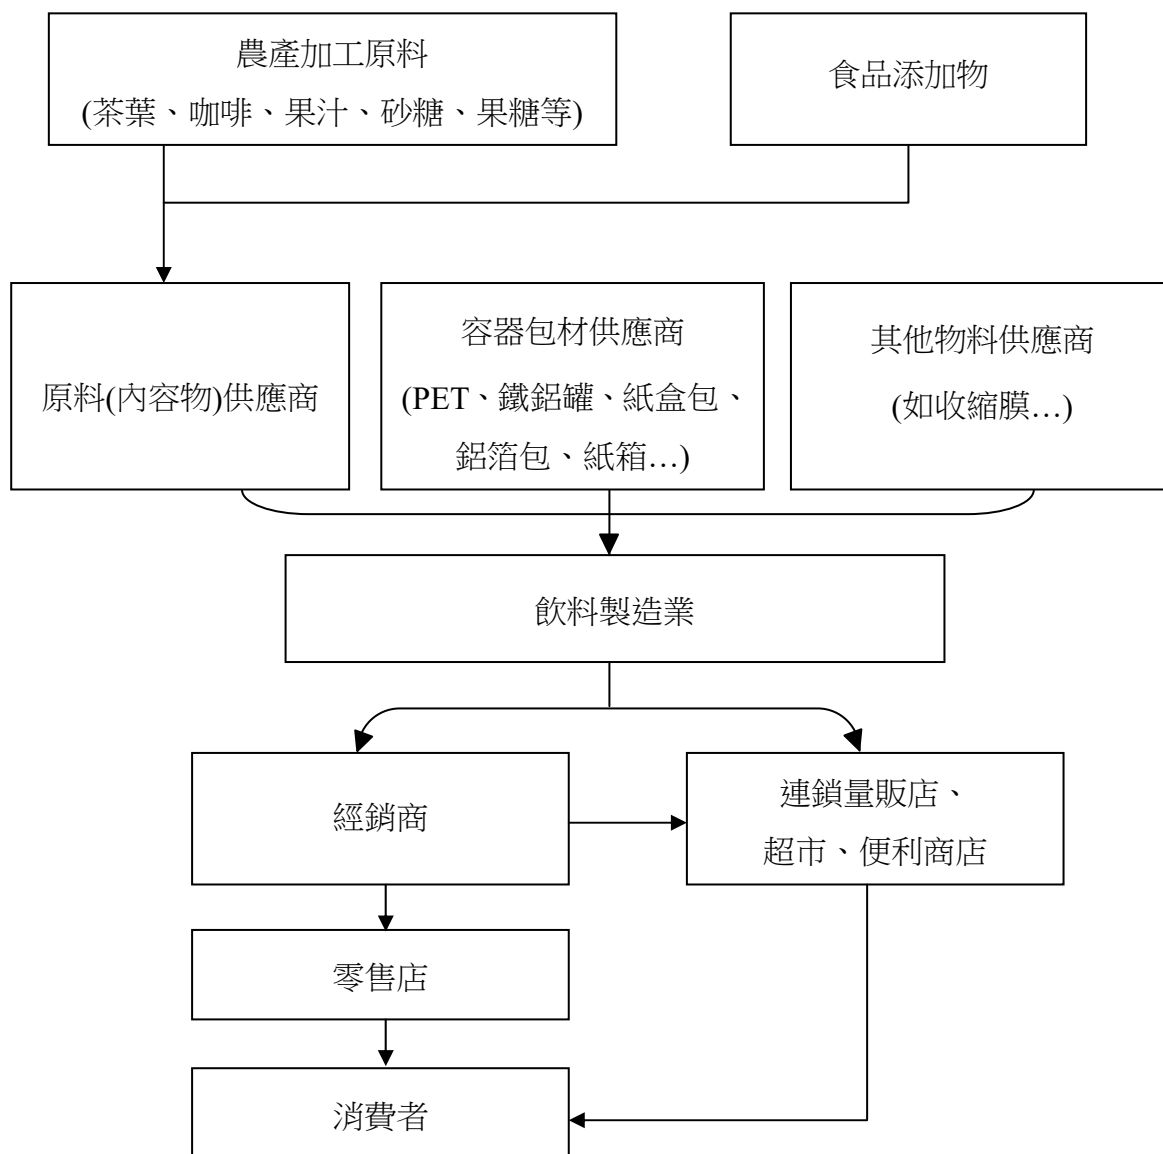 農產加工原料
(茶葉、咖啡、果汁、砂糖、果糖等)
食品添加物
原料(內容物)供應商
容器包材供應商
(PET、鐵鋁罐、紙盒包、
鋁箔包、紙箱…)
其他物料供應商
(如收縮膜…)
飲料製造業
經銷商
連鎖量販店、
超市、便利商店
零售店
消費者